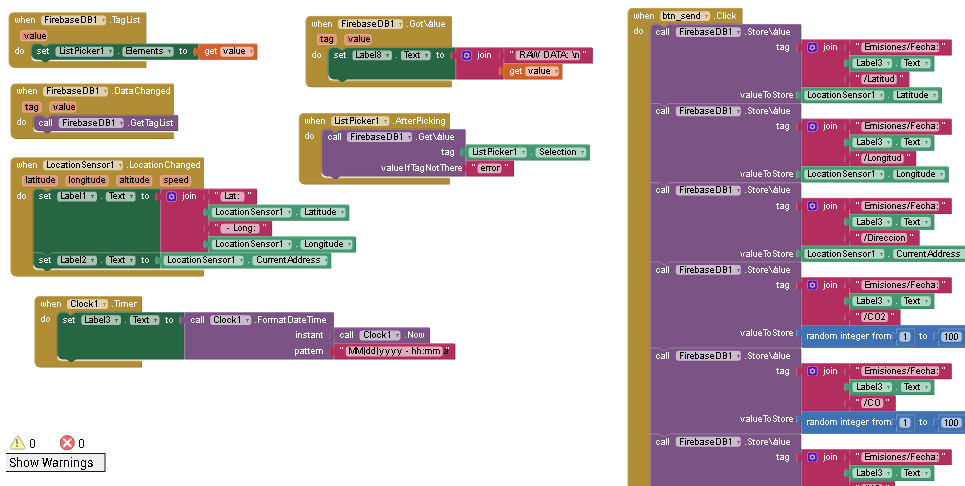 when FirebaseDB1 .TagList
value
do set ListPicker1 . Elements to get value
when FirebaseDB1 .DataChanged
tag value
do call FirebaseDB1 .GetTagList
when LocationSensor1 .LocationChanged
latitude longitude altitude speed
do set Label1 . Text to join " Lat: "
LocationSensor1 . Latitude
" - Long: "
LocationSensor1 . Longitude
set Label2 . Text to LocationSensor1 . CurrentAddress
when Clock1 .Timer
do set Label3 . Text to call Clock1 .FormatDateTime
instant call Clock1 .Now
pattern " MM|dd|yyyy - hh:mm a "
0 0
Show Warnings
when FirebaseDB1 .GotValue
tag value
do set Label8 . Text to join " RAW DATA: \n "
get value
when ListPicker1 .AfterPicking
do call FirebaseDB1 .GetValue
tag ListPicker1 . Selection
valueIfTagNotThere " error "
when btn_send .Click
do call FirebaseDB1 .StoreValue
tag join " Emisiones/Fecha: "
Label3 . Text
" /Latitud "
valueToStore LocationSensor1 . Latitude
call FirebaseDB1 .StoreValue
tag join " Emisiones/Fecha: "
Label3 . Text
" /Longitud "
valueToStore LocationSensor1 . Longitude
call FirebaseDB1 .StoreValue
tag join " Emisiones/Fecha: "
Label3 . Text
" /Direccion "
valueToStore LocationSensor1 . CurrentAddress
call FirebaseDB1 .StoreValue
tag join " Emisiones/Fecha: "
Label3 . Text
" /CO2 "
valueToStore random integer from 1 to 100
call FirebaseDB1 .StoreValue
tag join " Emisiones/Fecha: "
Label3 . Text
" /CO "
valueToStore random integer from 1 to 100
call FirebaseDB1 .StoreValue
tag join " Emisiones/Fecha: "
Label3 . Text